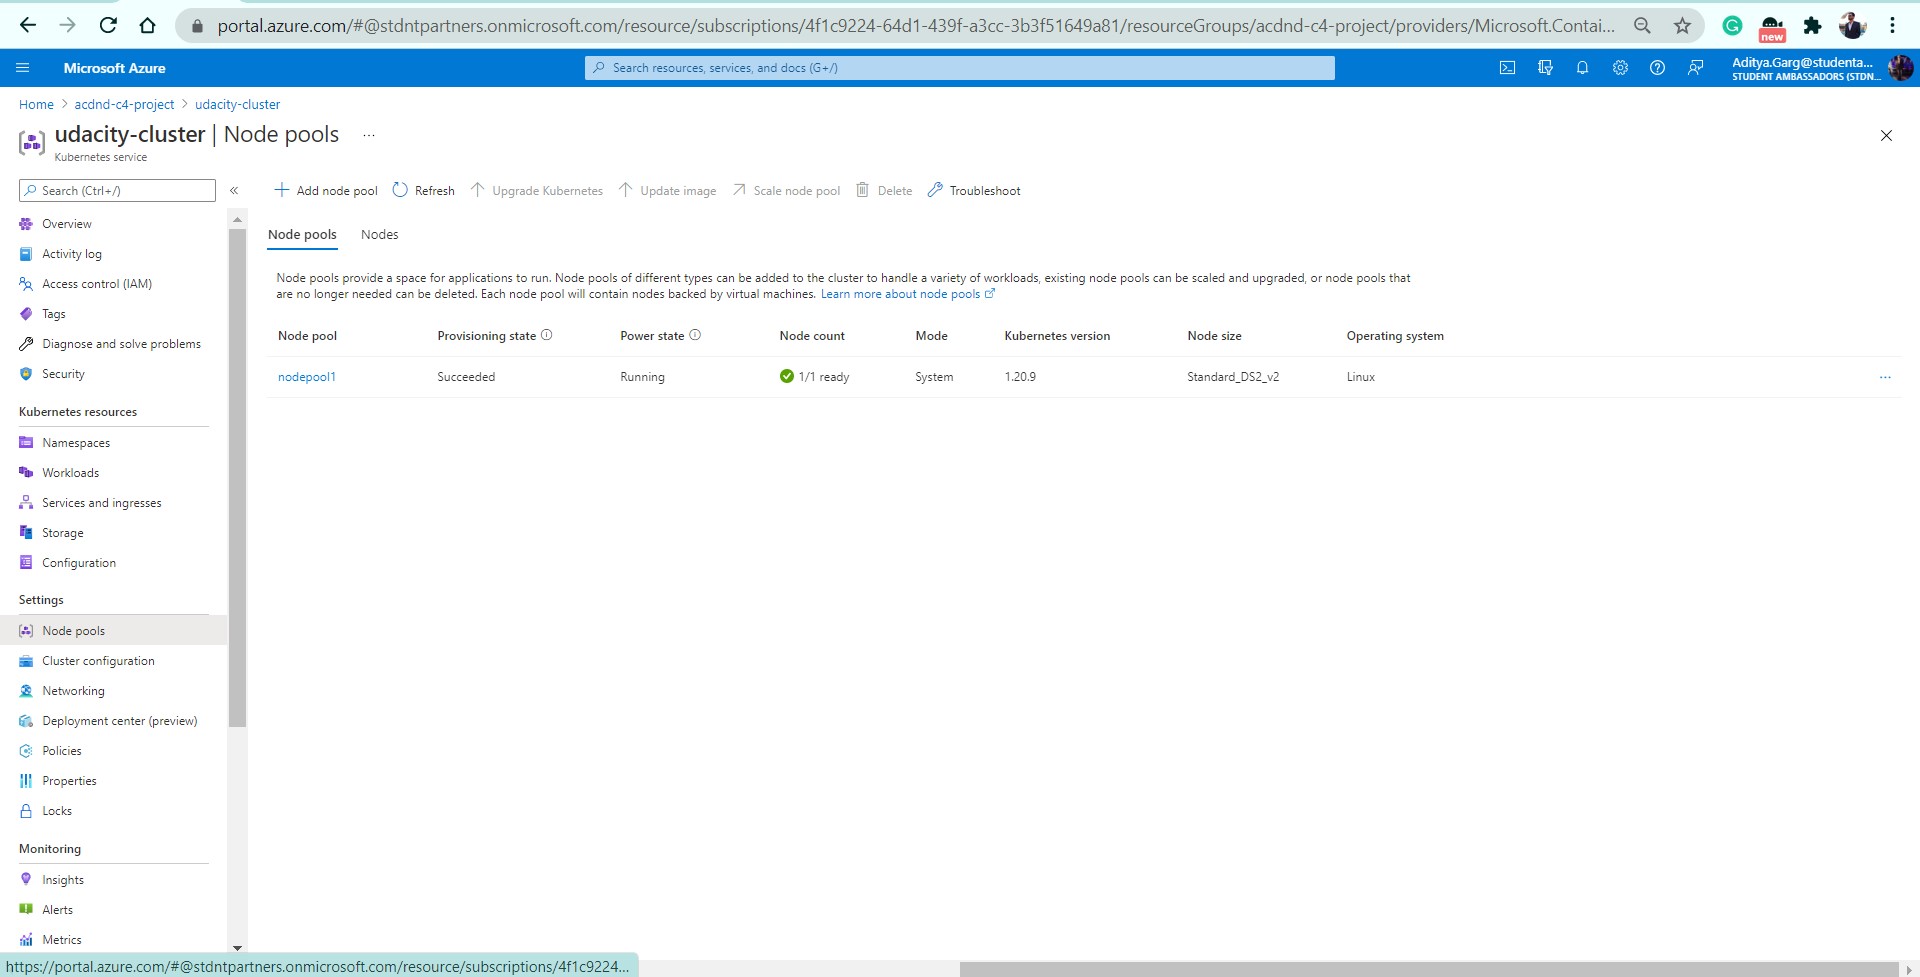 portal.azure.com/#@stdntpartners.onmicrosoft.com/resource/subscriptions/4f1c9224-64d1-439f-a3cc-3b3f51649a81/resourceGroups/acdnd-c4-project/providers/Microsoft.Contai...
new
Microsoft Azure
Search resources, services, and docs (G+/)
Aditya.Garg@studenta...
STUDENT AMBASSADORS (STDN...
Home > acdnd-c4-project > udacity-cluster
udacity-cluster | Node pools ...
Kubernetes service
Search (Ctrl+/)
«
Add node pool Refresh Upgrade Kubernetes Update image Scale node pool Delete Troubleshoot
Overview
Activity log
Access control (IAM)
Tags
Diagnose and solve problems
Security
Kubernetes resources
Namespaces
Workloads
Services and ingresses
Storage
Configuration
Settings
Node pools
Cluster configuration
Networking
Deployment center (preview)
Policies
Properties
Locks
Monitoring
Insights
Alerts
Metrics
Node pools Nodes
Node pools provide a space for applications to run. Node pools of different types can be added to the cluster to handle a variety of workloads, existing node pools can be scaled and upgraded, or node pools that
are no longer needed can be deleted. Each node pool will contain nodes backed by virtual machines. Learn more about node pools
Node pool Provisioning state Power state Node count Mode Kubernetes version Node size Operating system
nodepool1 Succeeded Running 1/1 ready System 1.20.9 Standard_DS2_v2 Linux ...
https://portal.azure.com/#@stdntpartners.onmicrosoft.com/resource/subscriptions/4f1c9224...